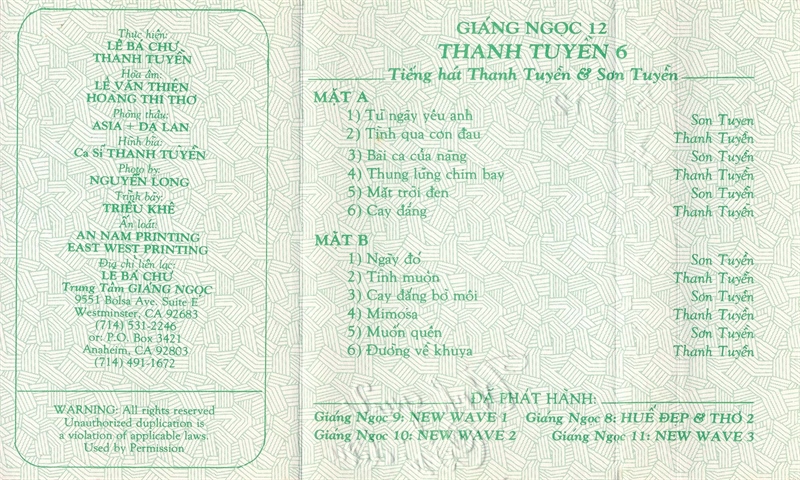 Thực hiện:
LÊ BÁ CHƯ
THANH TUYỀN
Hòa âm:
LÊ VĂN THIỆN
HOÀNG THI THƠ
Phòng thâu:
ASIA + DẠ LAN
Hình bìa:
Ca Sĩ THANH TUYỀN
Photo by:
NGUYỄN LONG
Trình bày:
TRIỀU KHÊ
Ấn loát:
AN NAM PRINTING
EAST WEST PRINTING
Địa chỉ liên lạc:
LÊ BÁ CHƯ
Trung Tâm GIÁNG NGỌC
9551 Bolsa Ave. Suite E
Westminster, CA 92683
(714) 531-2246
or: P.O. Box 3421
Anaheim, CA 92803
(714) 491-1672
WARNING: All rights reserved
Unauthorized duplication is
a violation of applicable laws.
Used by Permission
GIÁNG NGỌC 12
THANH TUYỀN 6
Tiếng hát Thanh Tuyền & Sơn Tuyền
MẶT A
1) Từ ngày yêu anh Sơn Tuyền
2) Tình qua cơn đau Thanh Tuyền
3) Bài ca của nàng Sơn Tuyền
4) Thung lũng chim bay Thanh Tuyền
5) Mặt trời đen Sơn Tuyền
6) Cay đắng Thanh Tuyền
MẶT B
1) Ngày đó Sơn Tuyền
2) Tình muộn Thanh Tuyền
3) Cay đắng bờ môi Sơn Tuyền
4) Mimosa Thanh Tuyền
5) Muốn quên Sơn Tuyền
6) Đường về khuya Thanh Tuyền
ĐÃ PHÁT HÀNH:
Giáng Ngọc 9: NEW WAVE 1 Giáng Ngọc 8: HUẾ ĐẸP & THƠ 2
Giáng Ngọc 10: NEW WAVE 2 Giáng Ngọc 11: NEW WAVE 3